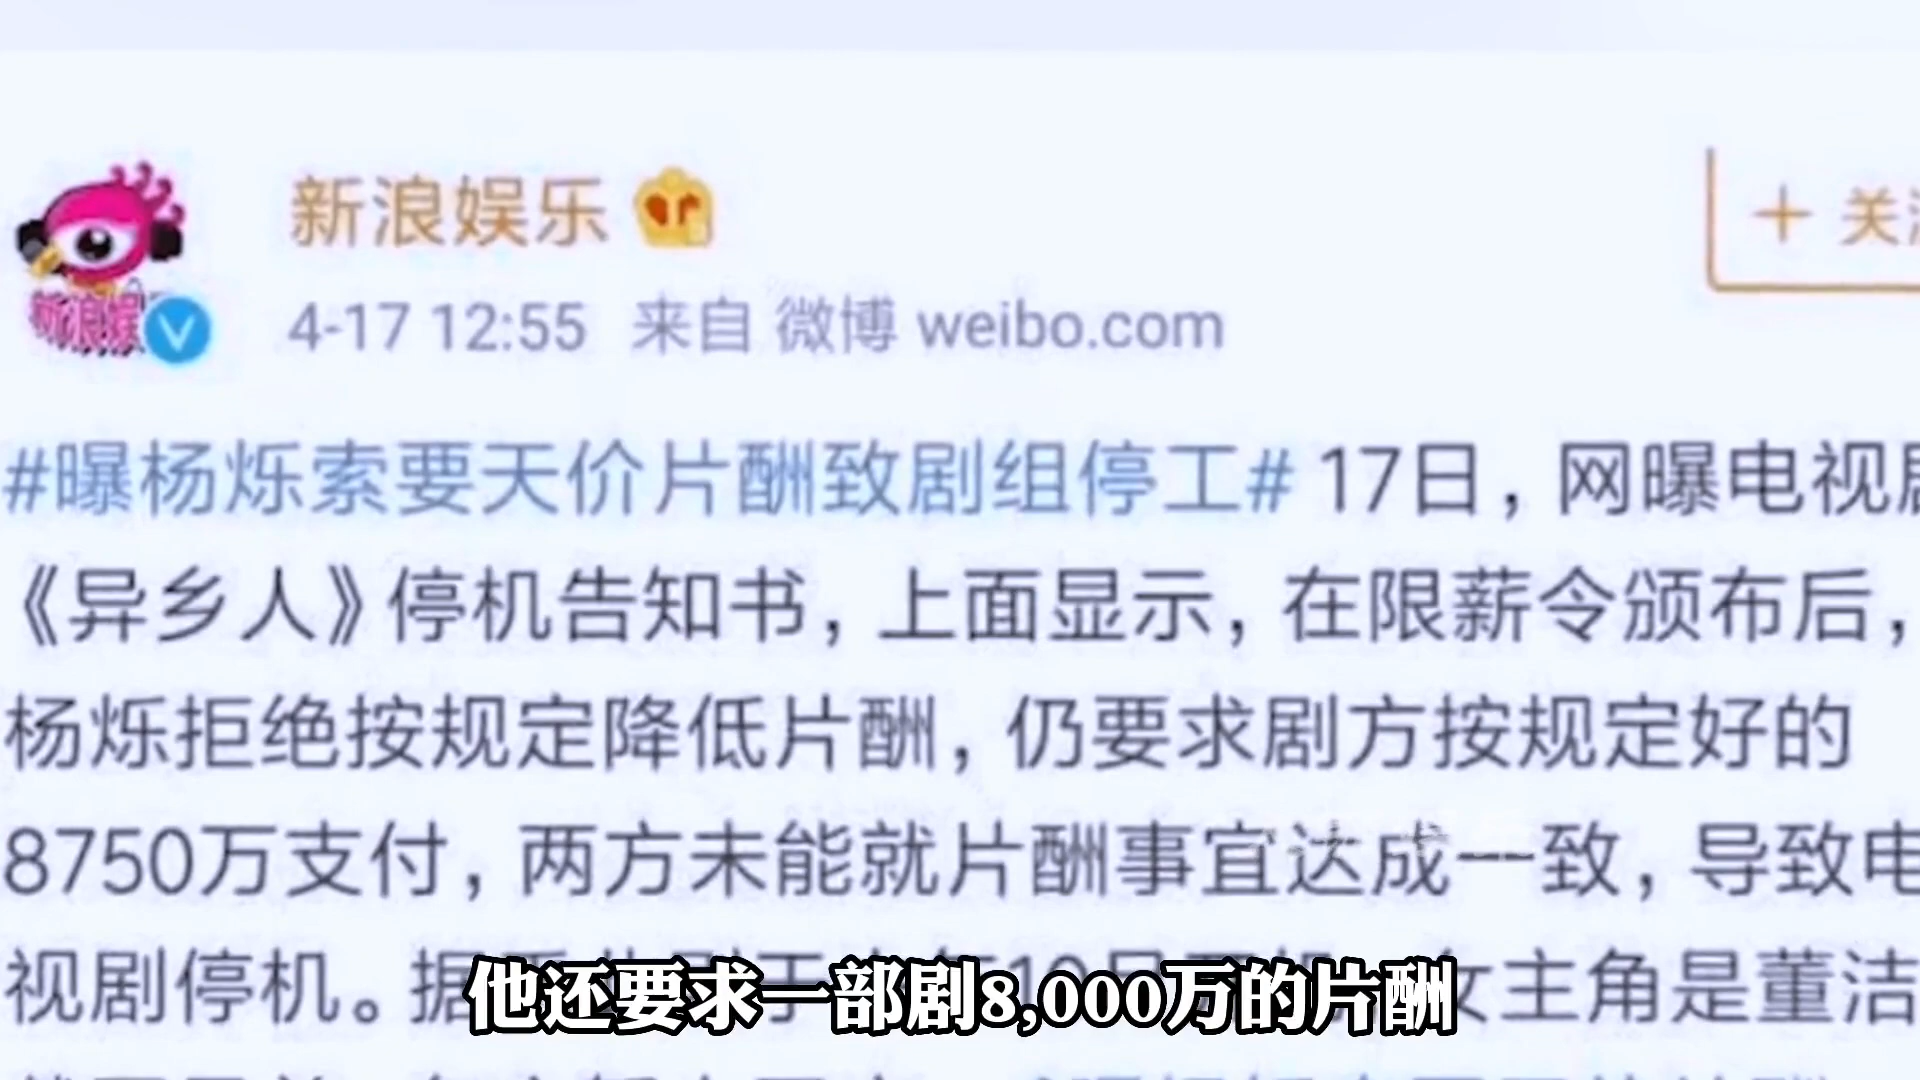 新浪娱乐
新浪娱
4-17 12:55 来自 微博 weibo.com
+ 关
#曝杨烁索要天价片酬致剧组停工# 17日，网曝电视剧
《异乡人》停机告知书，上面显示，在限薪令颁布后，
杨烁拒绝按规定降低片酬，仍要求剧方按规定好的
8750万支付，两方未能就片酬事宜达成一致，导致电
视剧停机。据 女主角是董洁
他还要求一部剧8,000万的片酬